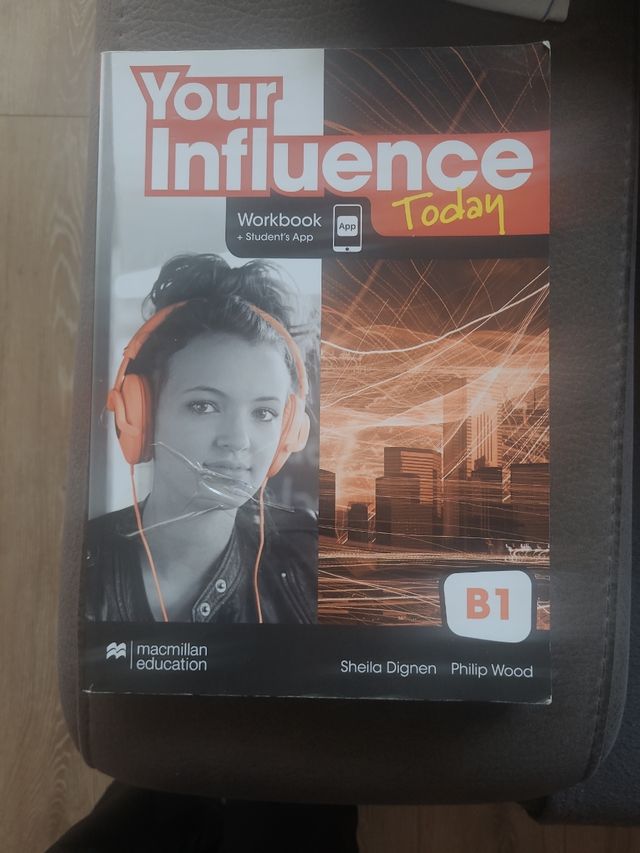 Your
Influence
Today
Workbook
+ Student's App
App
B1
macmillan
education
Sheila Dignen Philip Wood